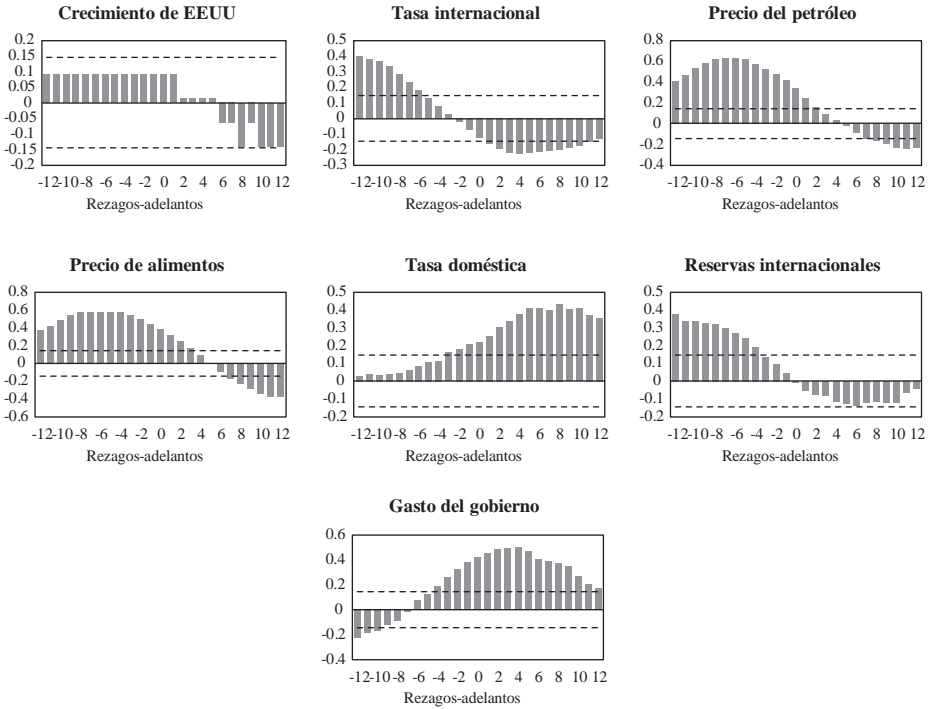 Crecimiento de EEUU
0.2
0.15
0.1
0.05
0
-0.05
-0.1
-0.15
-0.2
-12-10-8 -6 -4 -2 0 2 4 6 8 10 12
Rezagos-adelantos
Tasa internacional
0.5
0.4
0.3
0.2
0.1
0
-0.1
-0.2
-0.3
-12-10-8 -6 -4 -2 0 2 4 6 8 10 12
Rezagos-adelantos
Precio del petróleo
0.8
0.6
0.4
0.2
0
-0.2
-0.4
-12-10-8 -6 -4 -2 0 2 4 6 8 10 12
Rezagos-adelantos
Precio de alimentos
0.8
0.6
0.4
0.2
0
-0.2
-0.4
-0.6
-12-10-8 -6 -4 -2 0 2 4 6 8 10 12
Rezagos-adelantos
Tasa doméstica
0.5
0.4
0.3
0.2
0.1
0
-0.1
-0.2
-12-10-8 -6 -4 -2 0 2 4 6 8 10 12
Rezagos-adelantos
Reservas internacionales
0.5
0.4
0.3
0.2
0.1
0
-0.1
-0.2
-12-10-8 -6 -4 -2 0 2 4 6 8 10 12
Rezagos-adelantos
Gasto del gobierno
0.6
0.4
0.2
0
-0.2
-0.4
-12-10-8 -6 -4 -2 0 2 4 6 8 10 12
Rezagos-adelantos